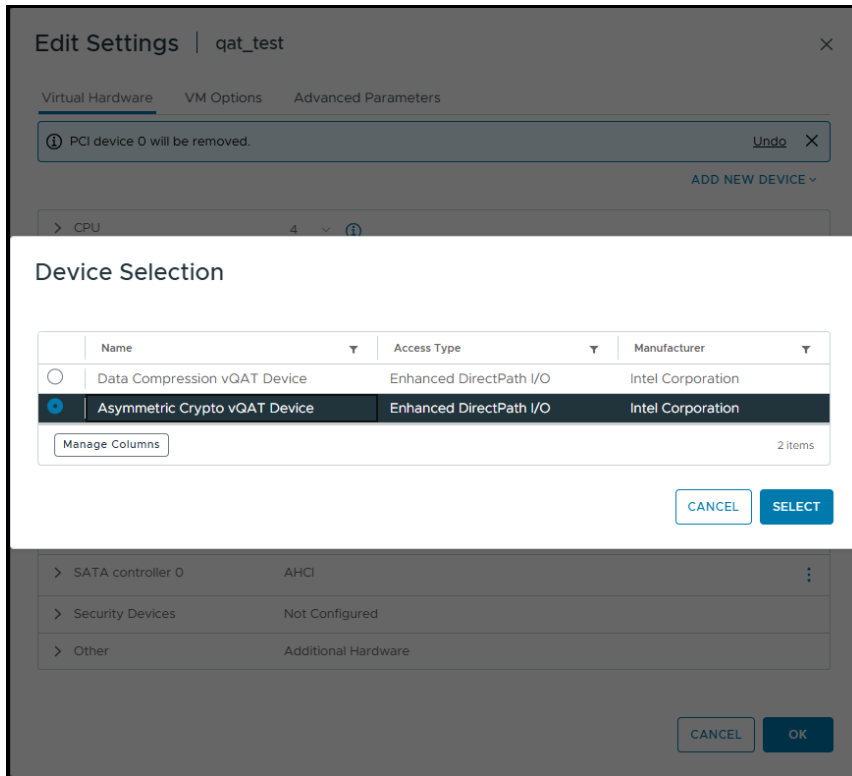 Edit Settings | qat_test
Virtual Hardware VM Options Advanced Parameters
PCI device 0 will be removed. Undo
ADD NEW DEVICE
CPU 4
Device Selection
Name Access Type Manufacturer
Data Compression vQAT Device Enhanced DirectPath I/O Intel Corporation
Asymmetric Crypto vQAT Device Enhanced DirectPath I/O Intel Corporation
Manage Columns 2 items
CANCEL SELECT
SATA controller 0 AHCI
Security Devices Not Configured
Other Additional Hardware
CANCEL OK